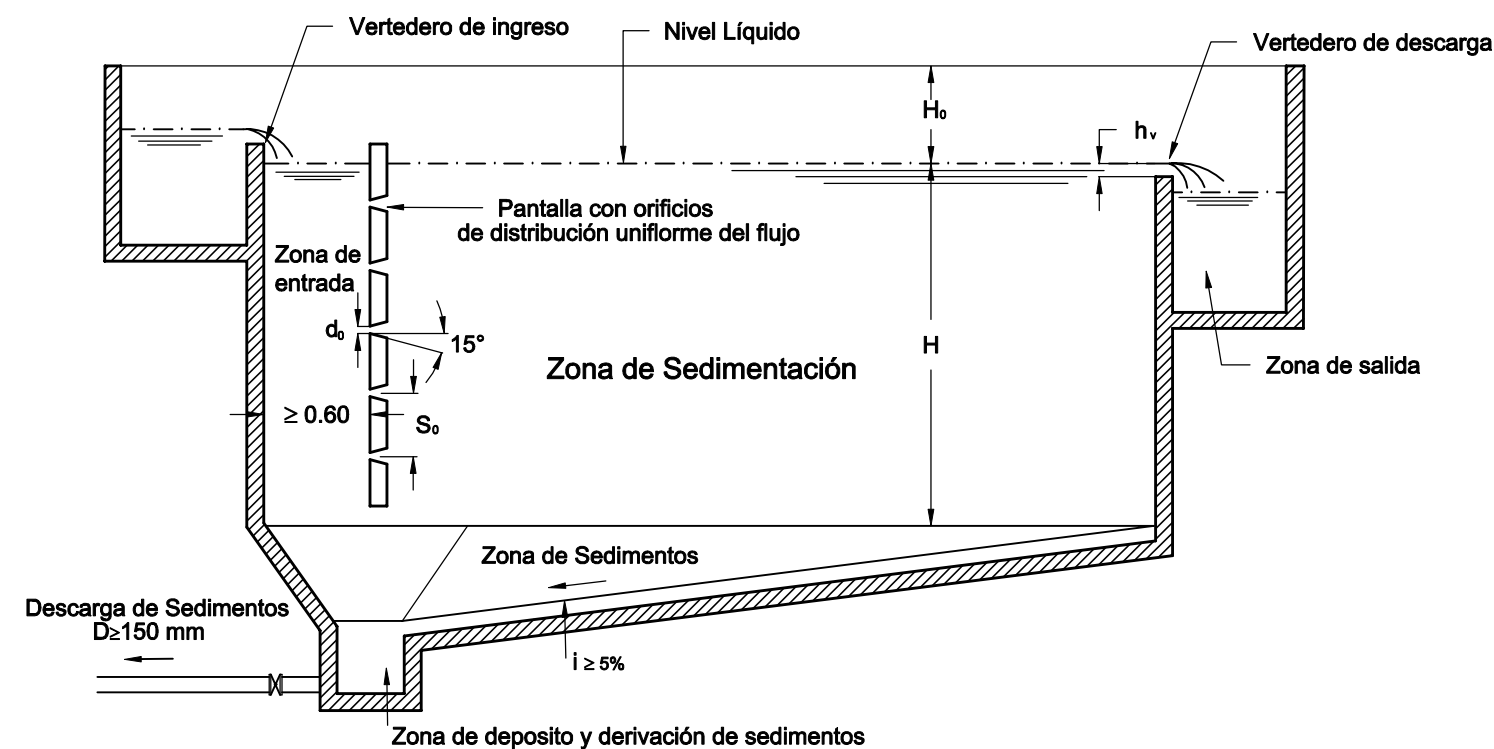 Vertedero de ingreso
Nivel Líquido
Vertedero de descarga
H₀
hᵥ
Pantalla con orificios
de distribución uniflorme del flujo
Zona de
entrada
d₀
15°
H
Zona de Sedimentación
Zona de salida
≥ 0.60
S₀
Zona de Sedimentos
Descarga de Sedimentos
D≥150 mm
i ≥ 5%
Zona de deposito y derivación de sedimentos